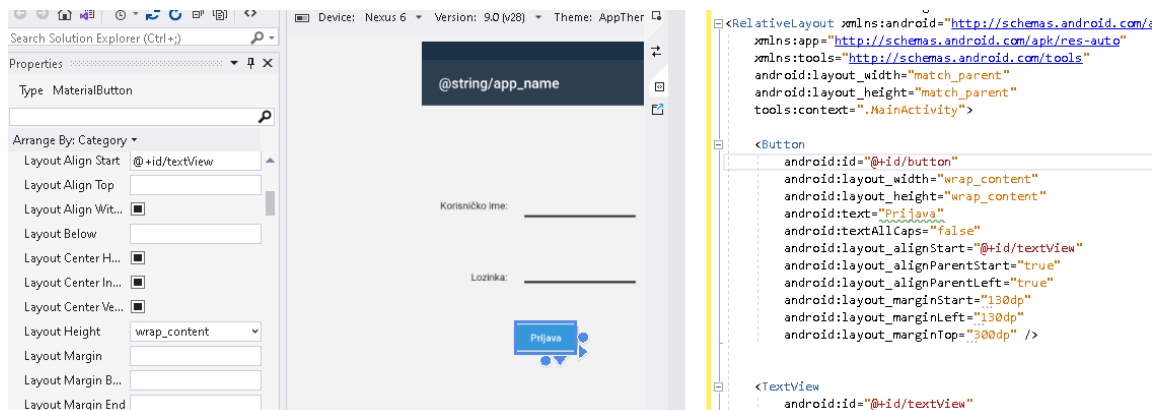 Device: Nexus 6
Version: 9.0 (v28)
Theme: AppTher
Search Solution Explorer (Ctrl+;)
Properties
Type MaterialButton
Arrange By: Category
Layout Align Start @+id/textView
Layout Align Top
Layout Align Wit...
Layout Below
Layout Center H...
Layout Center In...
Layout Center Ve...
Layout Height wrap_content
Layout Margin
Layout Margin B...
Layout Margin End
@string/app_name
Korisničko ime:
Lozinka:
Prijava
<RelativeLayout xmlns:android="http://schemas.android.com/a
xmlns:app="http://schemas.android.com/apk/res-auto"
xmlns:tools="http://schemas.android.com/tools"
android:layout_width="match_parent"
android:layout_height="match_parent"
tools:context=".MainActivity">
<Button
android:id="@+id/button"
android:layout_width="wrap_content"
android:layout_height="wrap_content"
android:text="Prijava"
android:textAllCaps="false"
android:layout_alignStart="@+id/textView"
android:layout_alignParentStart="true"
android:layout_alignParentLeft="true"
android:layout_marginStart="130dp"
android:layout_marginLeft="130dp"
android:layout_marginTop="300dp" />
<TextView
android:id="@+id/textView"